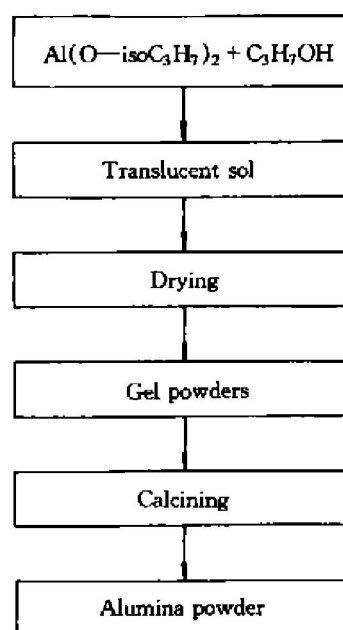 Al(O—isoC₃H₇)₂ + C₃H₇OH
Translucent sol
Drying
Gel powders
Calcining
Alumina powder